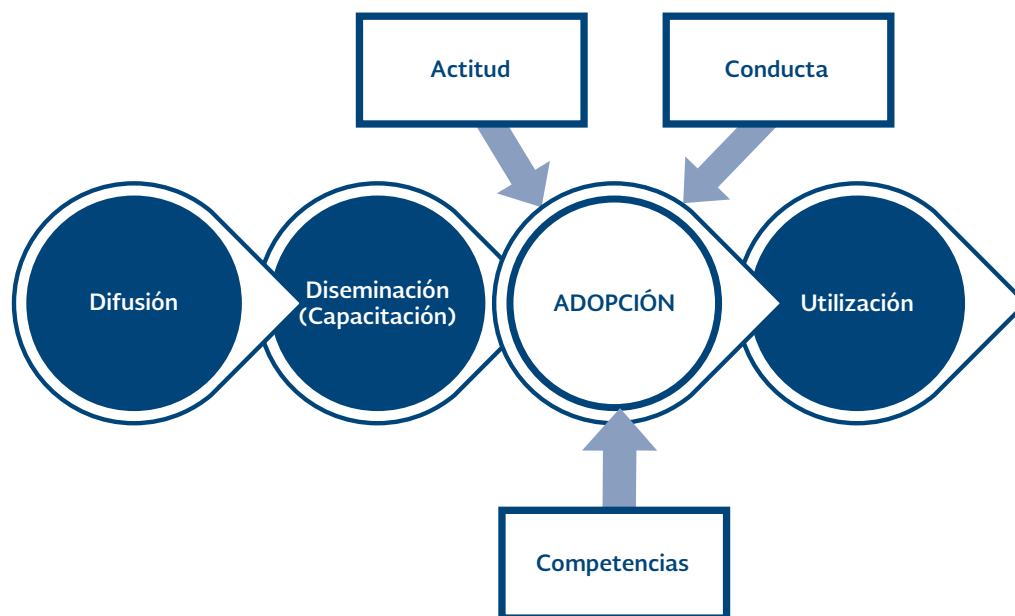 Actitud
Conducta
Difusión
Diseminación
(Capacitación)
ADOPCIÓN
Utilización
Competencias